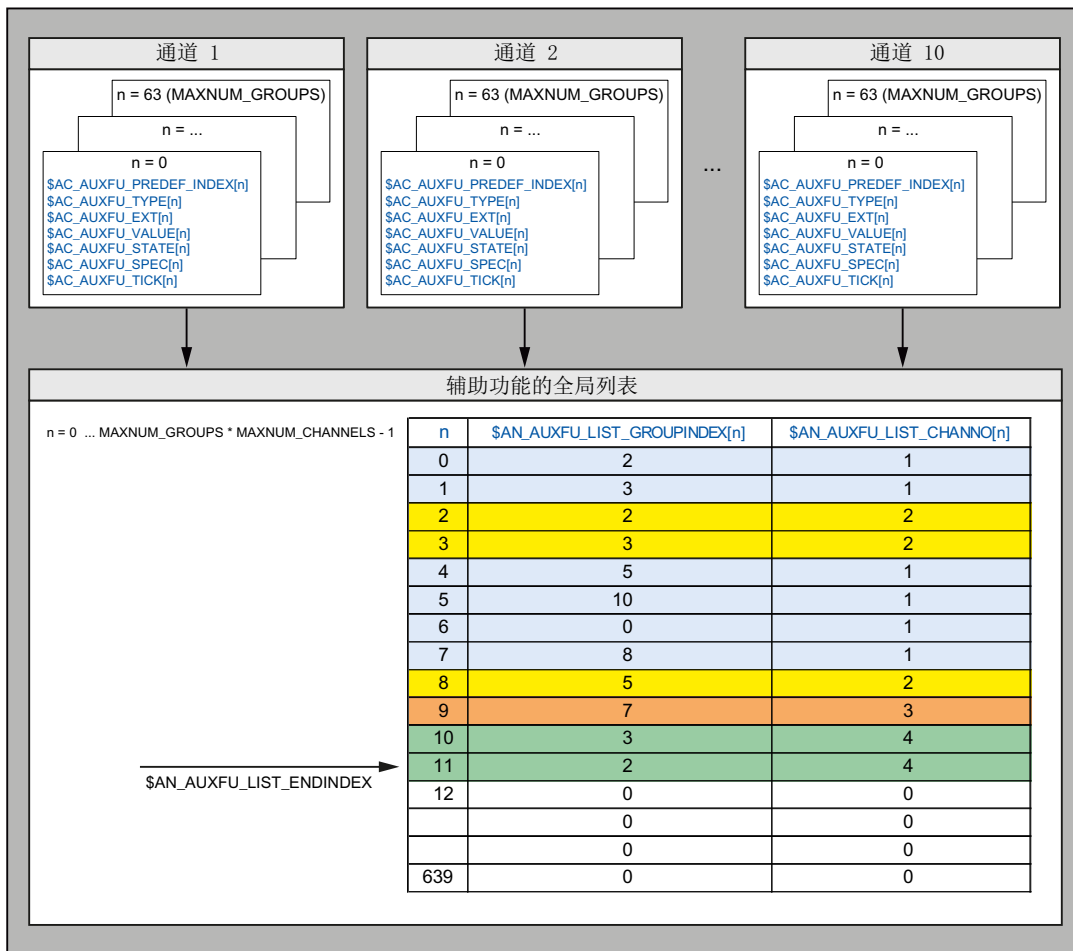 通道 1
n = 63 (MAXNUM_GROUPS)
n = ...
n = 0
$AC_AUXFU_PREDEF_INDEX[n]
$AC_AUXFU_TYPE[n]
$AC_AUXFU_EXT[n]
$AC_AUXFU_VALUE[n]
$AC_AUXFU_STATE[n]
$AC_AUXFU_SPEC[n]
$AC_AUXFU_TICK[n]
通道 2
n = 63 (MAXNUM_GROUPS)
n = ...
n = 0
$AC_AUXFU_PREDEF_INDEX[n]
$AC_AUXFU_TYPE[n]
$AC_AUXFU_EXT[n]
$AC_AUXFU_VALUE[n]
$AC_AUXFU_STATE[n]
$AC_AUXFU_SPEC[n]
$AC_AUXFU_TICK[n]
...
通道 10
n = 63 (MAXNUM_GROUPS)
n = ...
n = 0
$AC_AUXFU_PREDEF_INDEX[n]
$AC_AUXFU_TYPE[n]
$AC_AUXFU_EXT[n]
$AC_AUXFU_VALUE[n]
$AC_AUXFU_STATE[n]
$AC_AUXFU_SPEC[n]
$AC_AUXFU_TICK[n]
辅助功能的全局列表
n = 0 ... MAXNUM_GROUPS * MAXNUM_CHANNELS - 1
n $AN_AUXFU_LIST_GROUPINDEX[n] $AN_AUXFU_LIST_CHANNO[n]
0 2 1
1 3 1
2 2 2
3 3 2
4 5 1
5 10 1
6 0 1
7 8 1
8 5 2
9 7 3
10 3 4
11 2 4
$AN_AUXFU_LIST_ENDINDEX
12 0 0
0 0
0 0
639 0 0